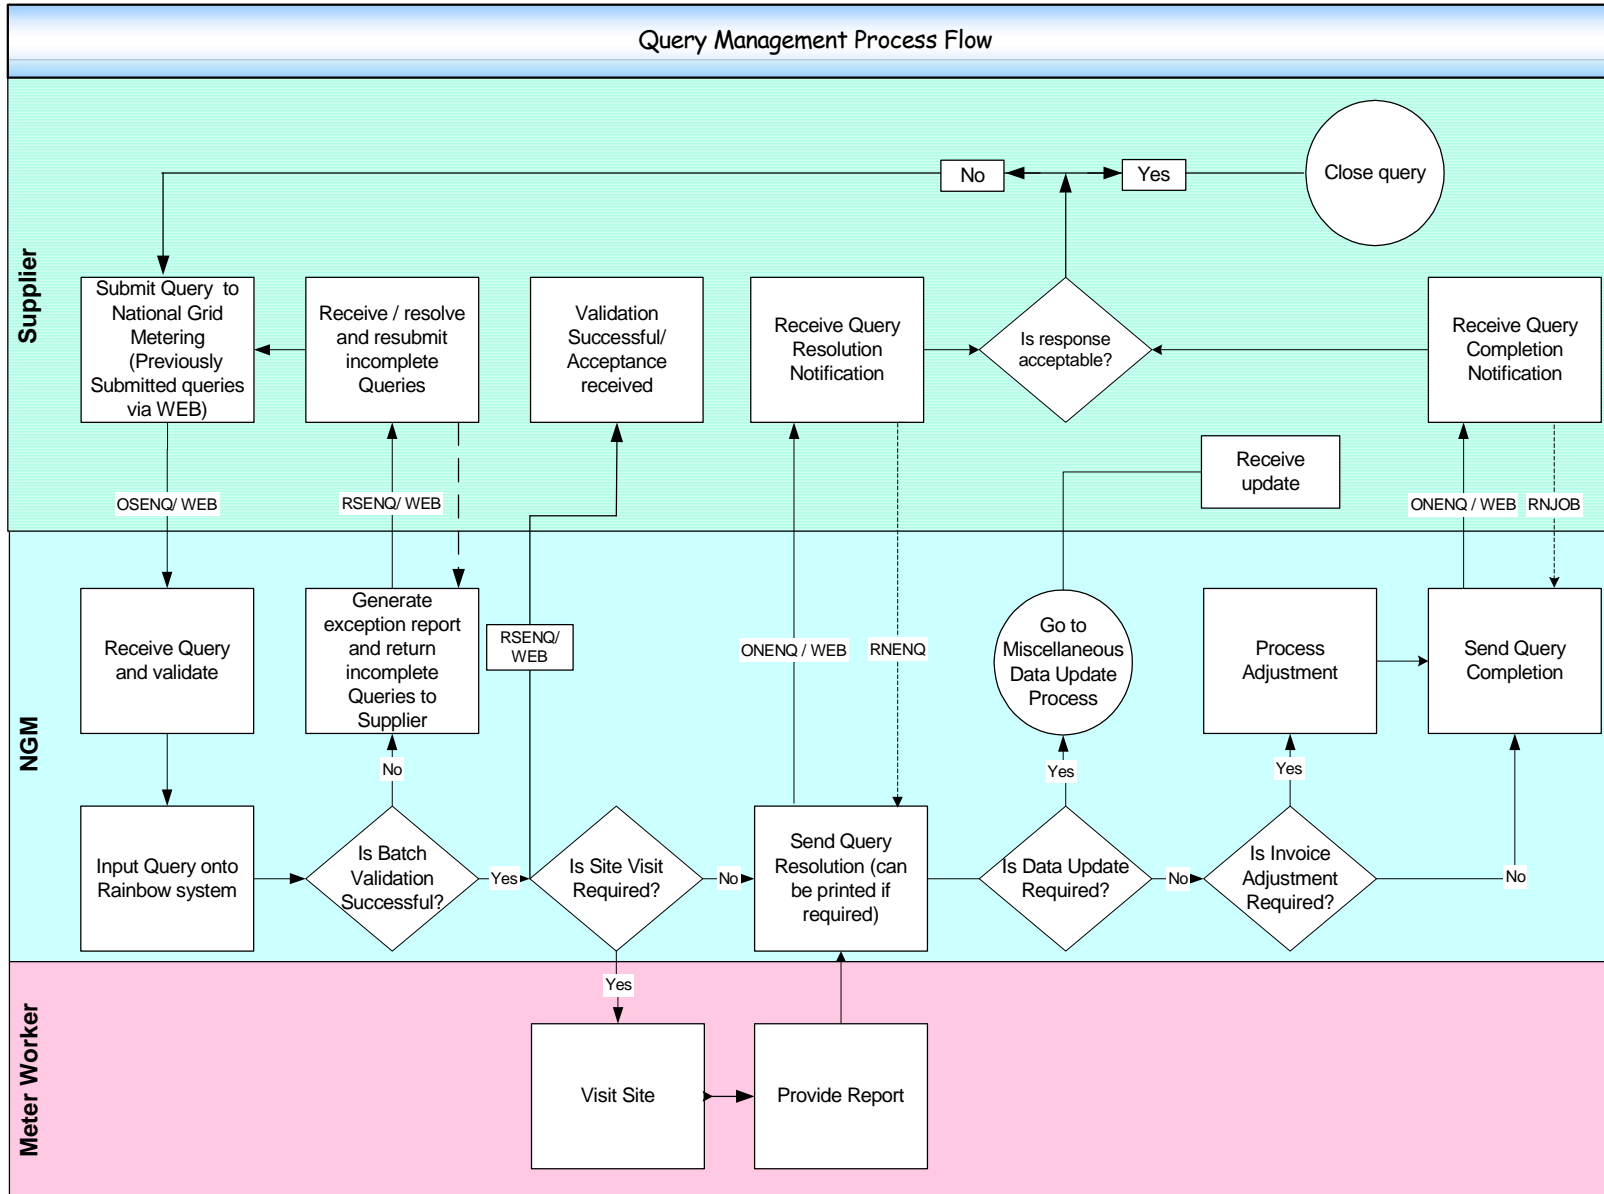 Query Management Process Flow
Supplier
No
Yes
Close query
Submit Query to
National Grid
Metering
(Previously
Submitted queries
via WEB)
Receive / resolve
and resubmit
incomplete
Queries
Validation
Successful/
Acceptance
received
Receive Query
Resolution
Notification
Is response
acceptable?
Receive Query
Completion
Notification
Receive
update
OSENQ/ WEB
RSENQ/ WEB
ONENQ / WEB
RNJOB
NGM
Receive Query
and validate
Generate
exception report
and return
incomplete
Queries to
Supplier
RSENQ/
WEB
ONENQ / WEB
RNENQ
Go to
Miscellaneous
Data Update
Process
Process
Adjustment
Send Query
Completion
No
Yes
Yes
Input Query onto
Rainbow system
Is Batch
Validation
Successful?
Yes
Is Site Visit
Required?
No
Send Query
Resolution (can
be printed if
required)
Is Data Update
Required?
No
Is Invoice
Adjustment
Required?
No
Meter Worker
Yes
Visit Site
Provide Report